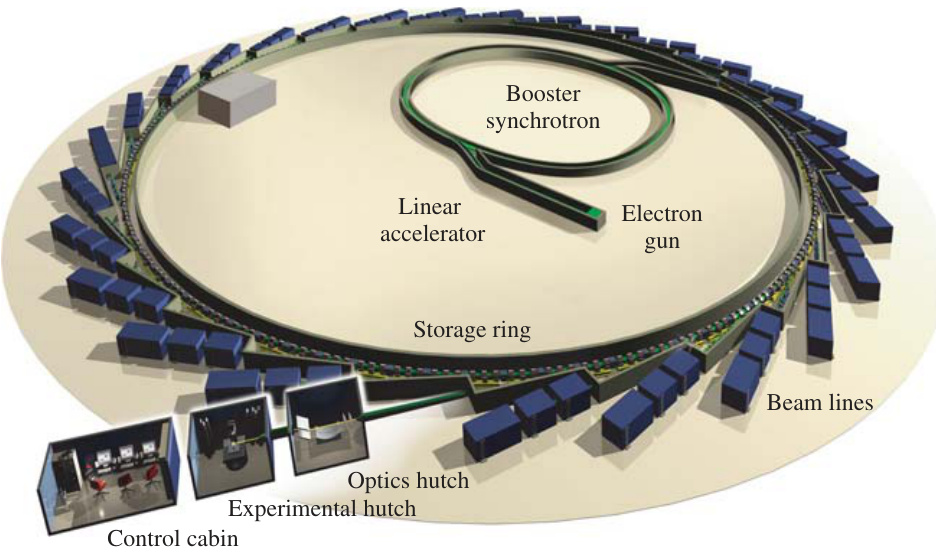 Booster
synchrotron
Linear
accelerator
Electron
gun
Storage ring
Beam lines
Optics hutch
Experimental hutch
Control cabin